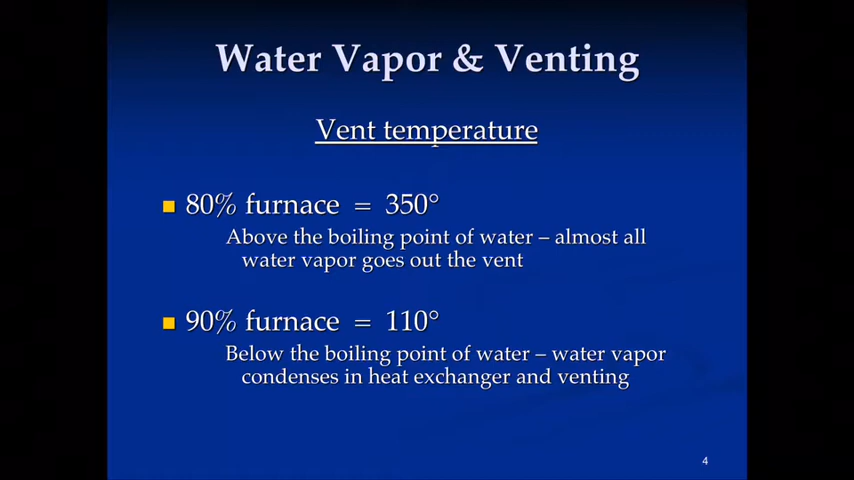 Water Vapor & Venting
Vent temperature
80% furnace = 350°
Above the boiling point of water – almost all
water vapor goes out the vent
90% furnace = 110°
Below the boiling point of water – water vapor
condenses in heat exchanger and venting
4